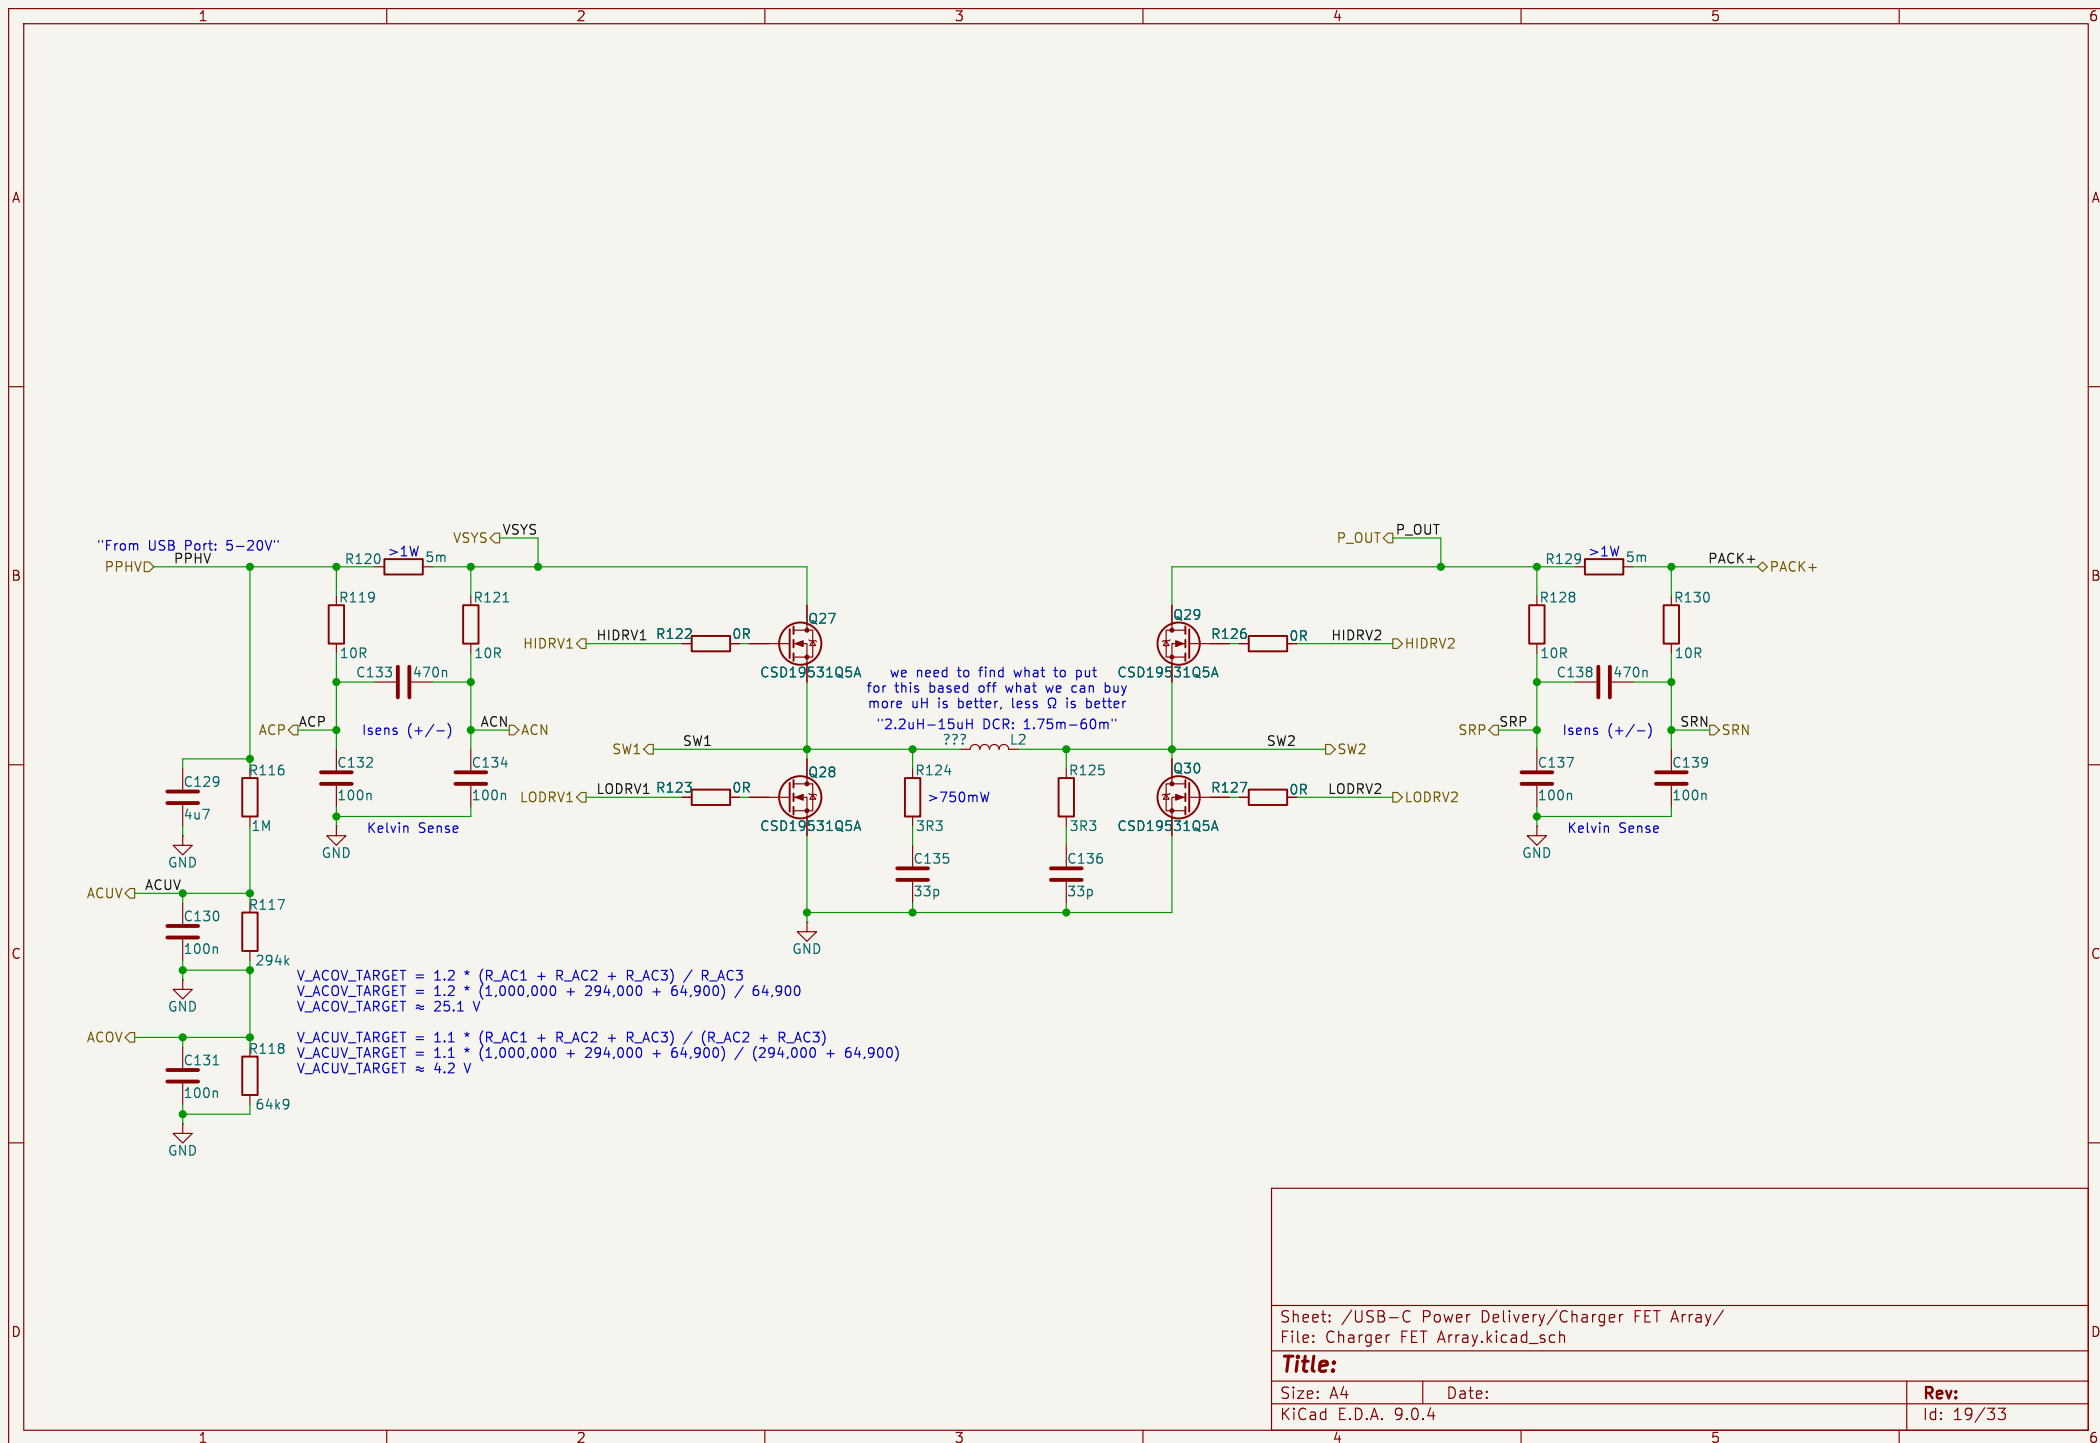 1 2 3 4 5 6
A A
B B
C C
D D
"From USB Port: 5-20V"
PPHV
PPHV
R120
>1W
5m
VSYS
VSYS
R119
10R
R121
10R
C133
470n
ACP
ACP
Isens (+/-)
ACN
ACN
C132
100n
C134
100n
Kelvin Sense
GND
C129
4u7
GND
R116
1M
ACUV
ACUV
C130
100n
GND
R117
294k
ACOV
C131
100n
GND
R118
64k9
V_ACOV_TARGET = 1.2 * (R_AC1 + R_AC2 + R_AC3) / R_AC3
V_ACOV_TARGET = 1.2 * (1,000,000 + 294,000 + 64,900) / 64,900
V_ACOV_TARGET ≈ 25.1 V
V_ACUV_TARGET = 1.1 * (R_AC1 + R_AC2 + R_AC3) / (R_AC2 + R_AC3)
V_ACUV_TARGET = 1.1 * (1,000,000 + 294,000 + 64,900) / (294,000 + 64,900)
V_ACUV_TARGET ≈ 4.2 V
HIDRV1
HIDRV1
R122
0R
Q27
CSD19531Q5A
SW1
SW1
LODRV1
LODRV1
R123
0R
Q28
CSD19531Q5A
GND
we need to find what to put
for this based off what we can buy
more uH is better, less Ω is better
"2.2uH-15uH DCR: 1.75m-60m"
???
L2
R124
>750mW
3R3
C135
33p
R125
3R3
C136
33p
Q29
CSD19531Q5A
R126
0R
HIDRV2
HIDRV2
SW2
SW2
Q30
CSD19531Q5A
R127
0R
LODRV2
LODRV2
P_OUT
P_OUT
R129
>1W
5m
PACK+
PACK+
R128
10R
R130
10R
C138
470n
SRP
SRP
Isens (+/-)
SRN
SRN
C137
100n
C139
100n
Kelvin Sense
GND
Sheet: /USB-C Power Delivery/Charger FET Array/
File: Charger FET Array.kicad_sch
Title:
Size: A4
Date:
Rev:
KiCad E.D.A. 9.0.4
Id: 19/33
1 2 3 4 5 6